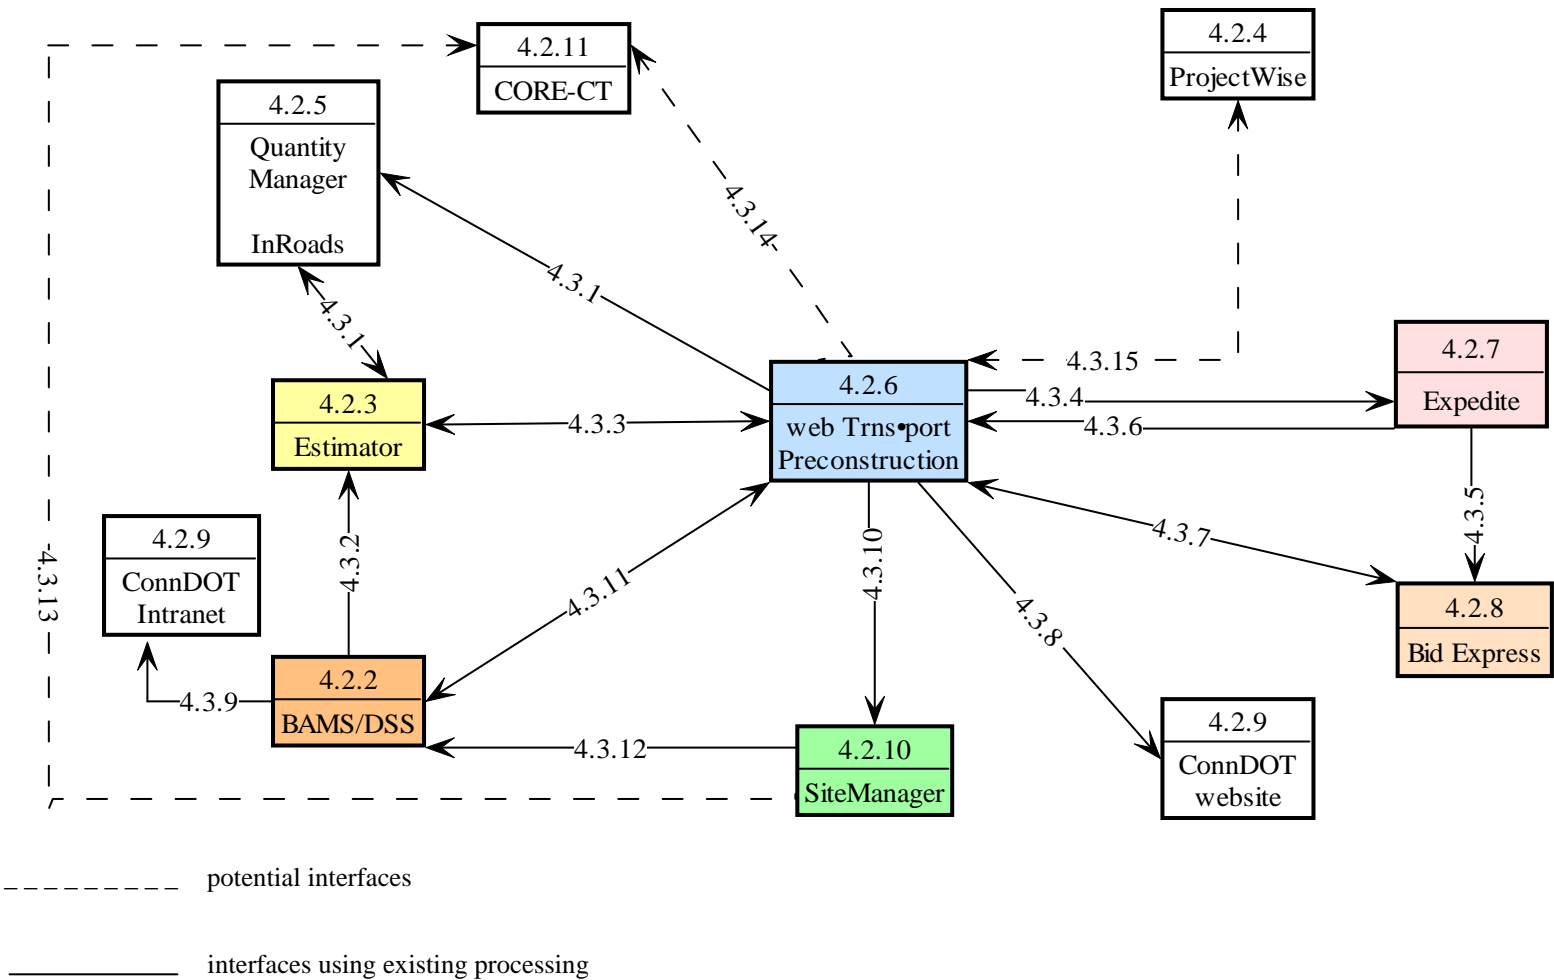 4.2.11
CORE-CT
4.2.4
ProjectWise
4.2.5
Quantity
Manager
InRoads
4.3.14
4.3.1
4.3.1
4.3.15
4.2.7
Expedite
4.2.6
web Trns•port
Preconstruction
4.3.4
4.3.6
4.2.3
Estimator
4.3.3
4.3.5
4.3.7
4.2.9
ConnDOT
Intranet
4.3.2
4.3.13
4.3.11
4.3.10
4.3.8
4.2.8
Bid Express
4.2.2
BAMS/DSS
4.3.9
4.3.12
4.2.10
SiteManager
4.2.9
ConnDOT
website
potential interfaces
interfaces using existing processing